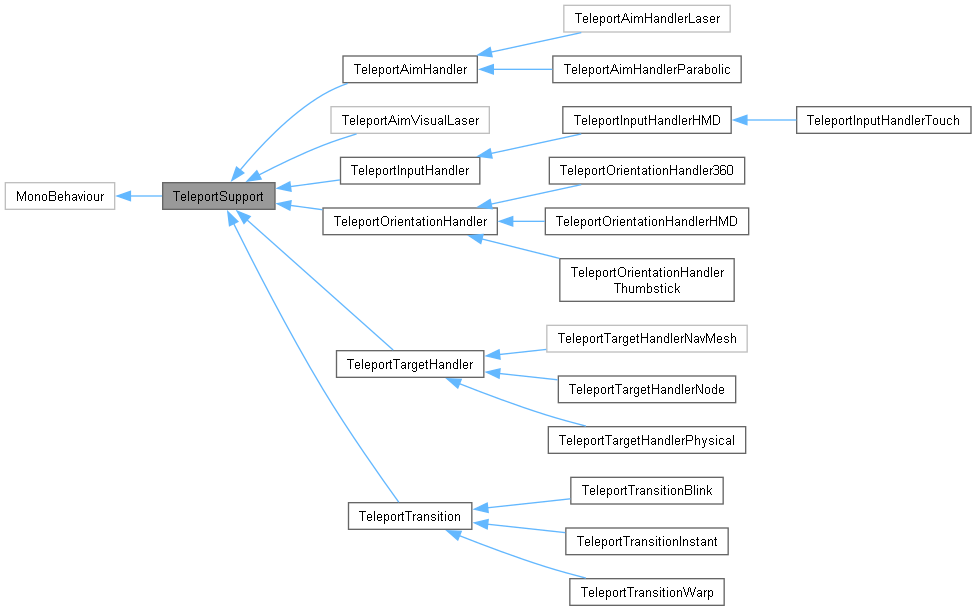 TeleportAimHandlerLaser
TeleportAimHandler
TeleportAimHandlerParabolic
TeleportAimVisualLaser
TeleportInputHandlerHMD
TeleportInputHandlerTouch
TeleportInputHandler
TeleportOrientationHandler360
MonoBehaviour
TeleportSupport
TeleportOrientationHandler
TeleportOrientationHandlerHMD
TeleportOrientationHandler
Thumbstick
TeleportTargetHandlerNavMesh
TeleportTargetHandler
TeleportTargetHandlerNode
TeleportTargetHandlerPhysical
TeleportTransitionBlink
TeleportTransition
TeleportTransitionInstant
TeleportTransitionWarp